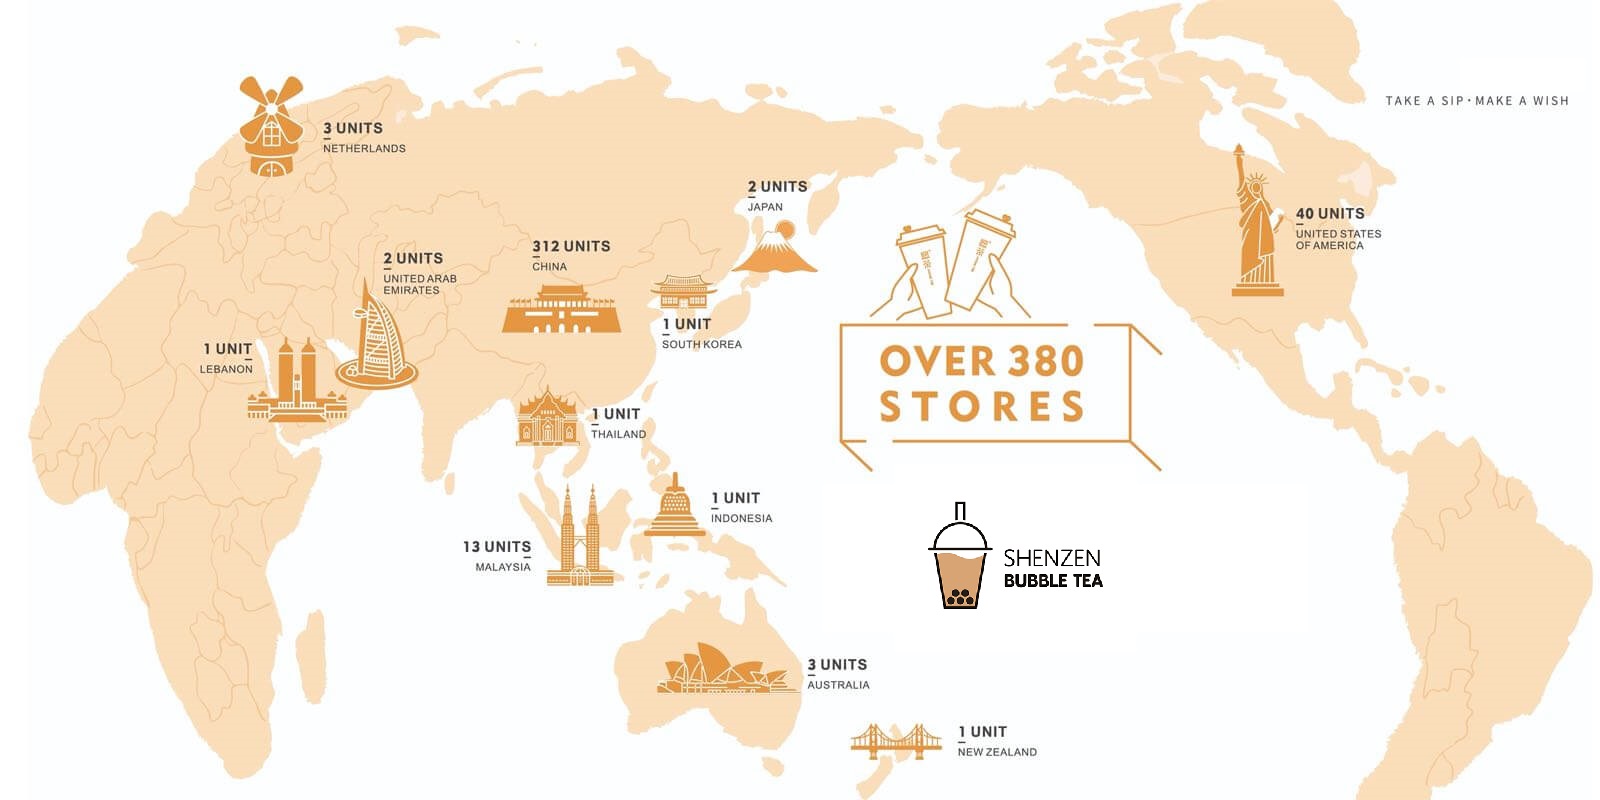 TAKE A SIP·MAKE A WISH
3 UNITS
NETHERLANDS
2 UNITS
JAPAN
40 UNITS
UNITED STATES
OF AMERICA
312 UNITS
CHINA
2 UNITS
UNITED ARAB
EMIRATES
1 UNIT
SOUTH KOREA
1 UNIT
LEBANON
OVER 380
STORES
1 UNIT
THAILAND
1 UNIT
INDONESIA
13 UNITS
MALAYSIA
SHENZEN
BUBBLE TEA
3 UNITS
AUSTRALIA
1 UNIT
NEW ZEALAND